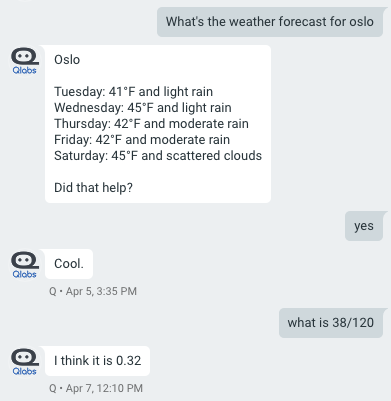 What's the weather forecast for oslo
Qlabs
Oslo
Tuesday: 41°F and light rain
Wednesday: 45°F and light rain
Thursday: 42°F and moderate rain
Friday: 42°F and moderate rain
Saturday: 45°F and scattered clouds
Did that help?
yes
Qlabs
Cool.
Q • Apr 5, 3:35 PM
what is 38/120
Qlabs
I think it is 0.32
Q • Apr 7, 12:10 PM